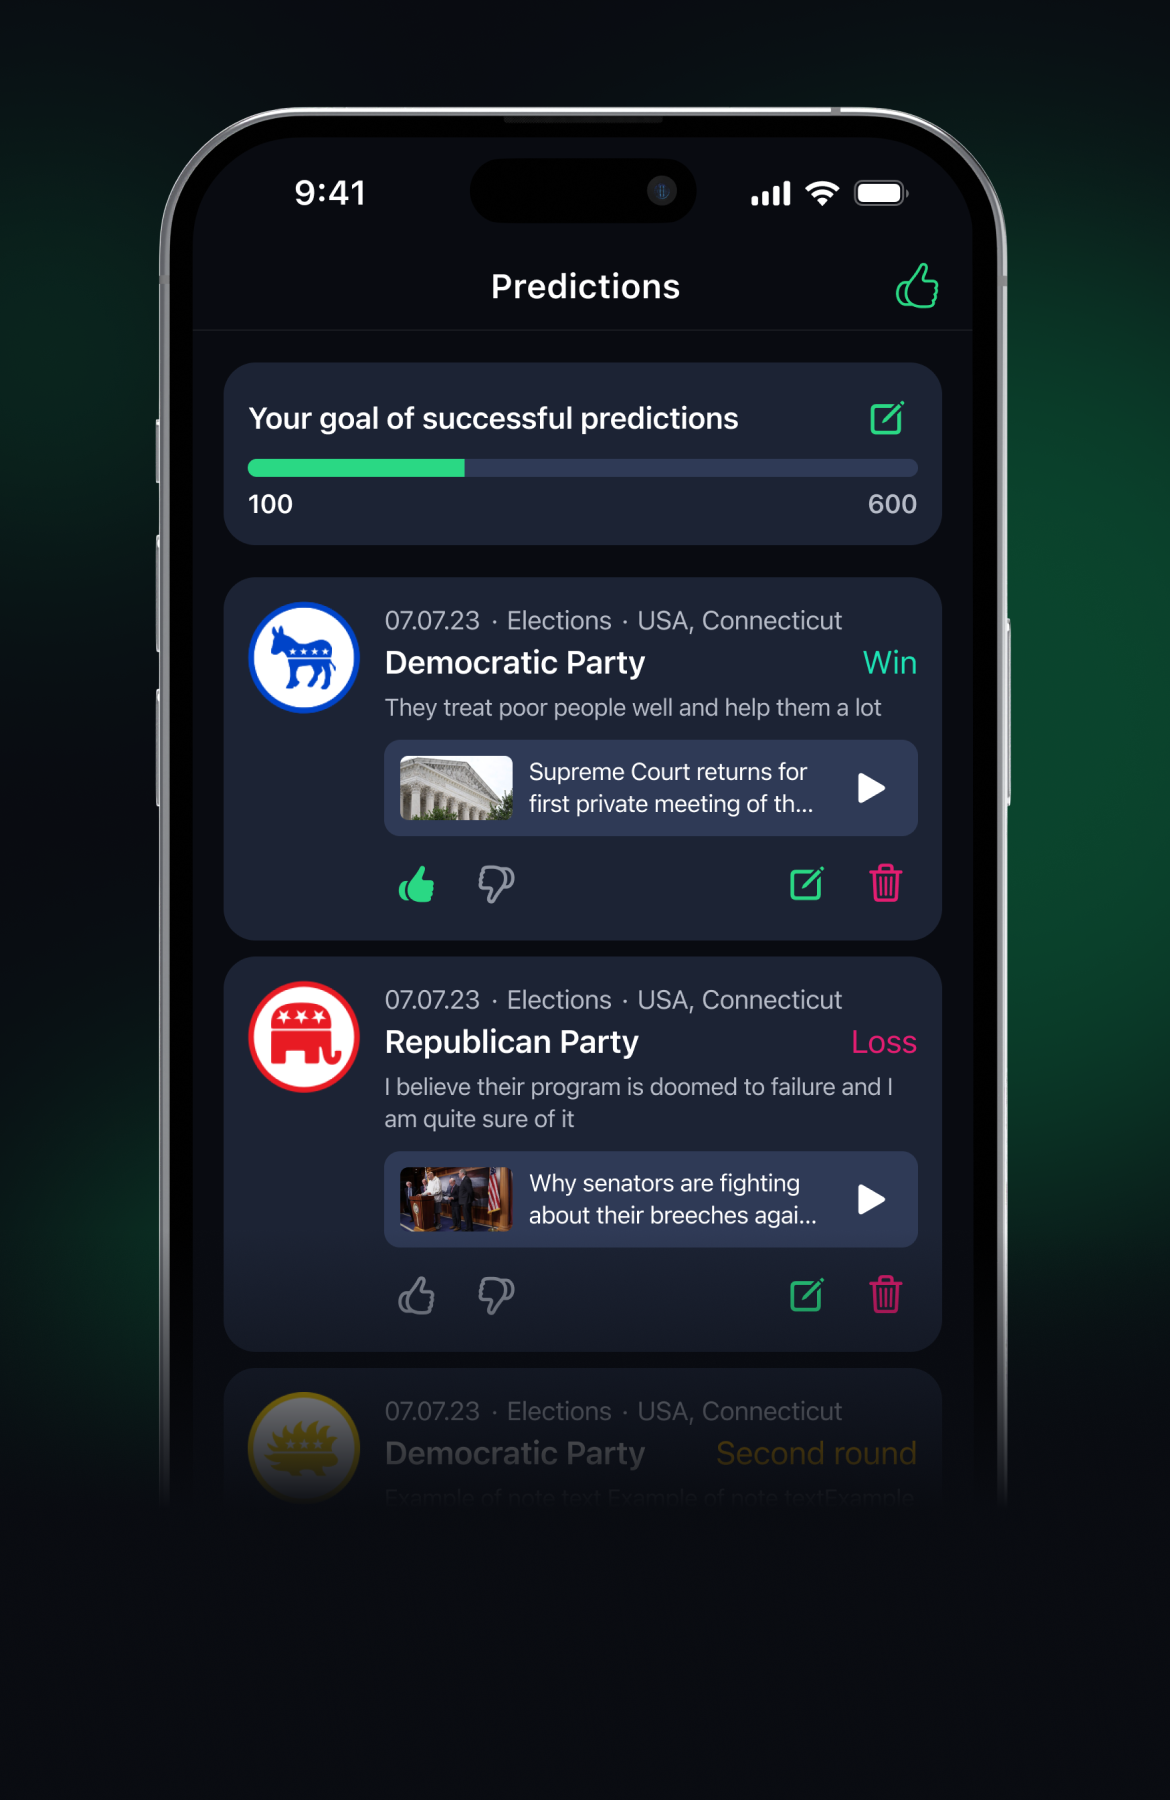 9:41
Predictions
Your goal of successful predictions
100 600
07.07.23 · Elections · USA, Connecticut
Democratic Party Win
They treat poor people well and help them a lot
Supreme Court returns for
first private meeting of th...
07.07.23 · Elections · USA, Connecticut
Republican Party Loss
I believe their program is doomed to failure and I
am quite sure of it
Why senators are fighting
about their breeches agai...
07.07.23 · Elections · USA, Connecticut
Democratic Party Second round
Example of note text Example of note textExample